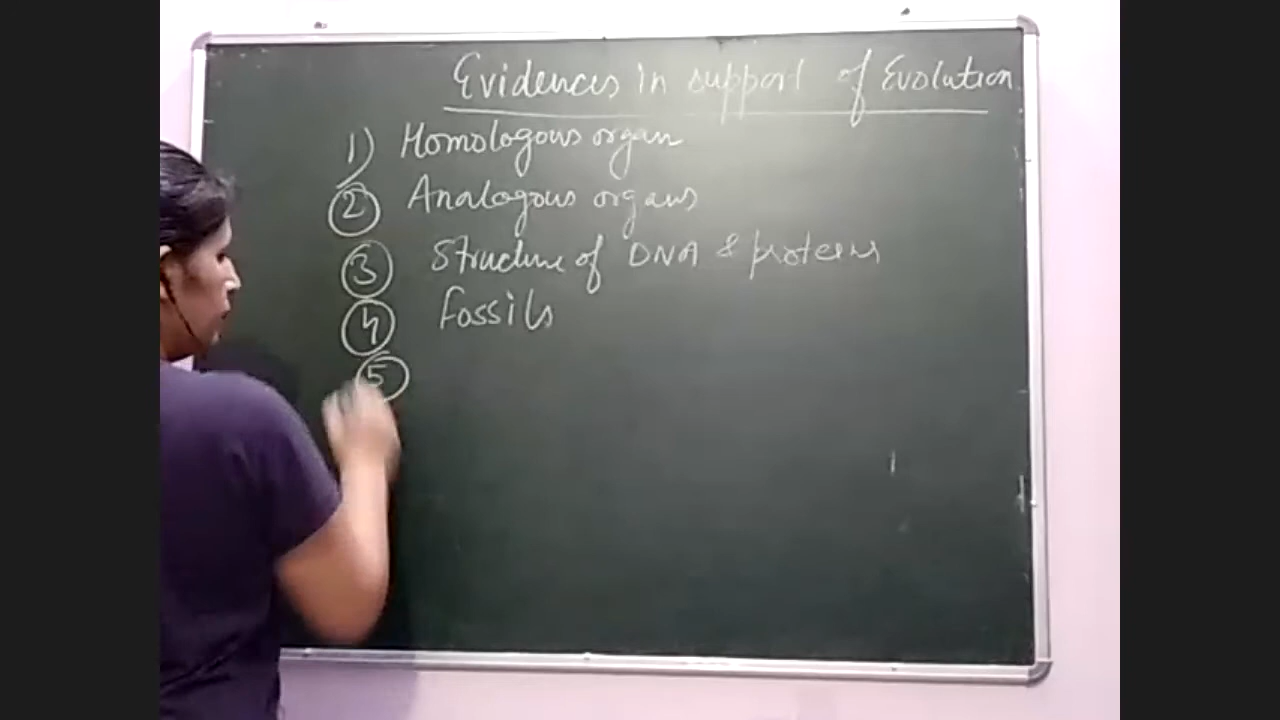 Evidences in support of Evolution
1) Homologous organ
2 Analogous organs
3 Structure of DNA & proteins
4 Fossils
5